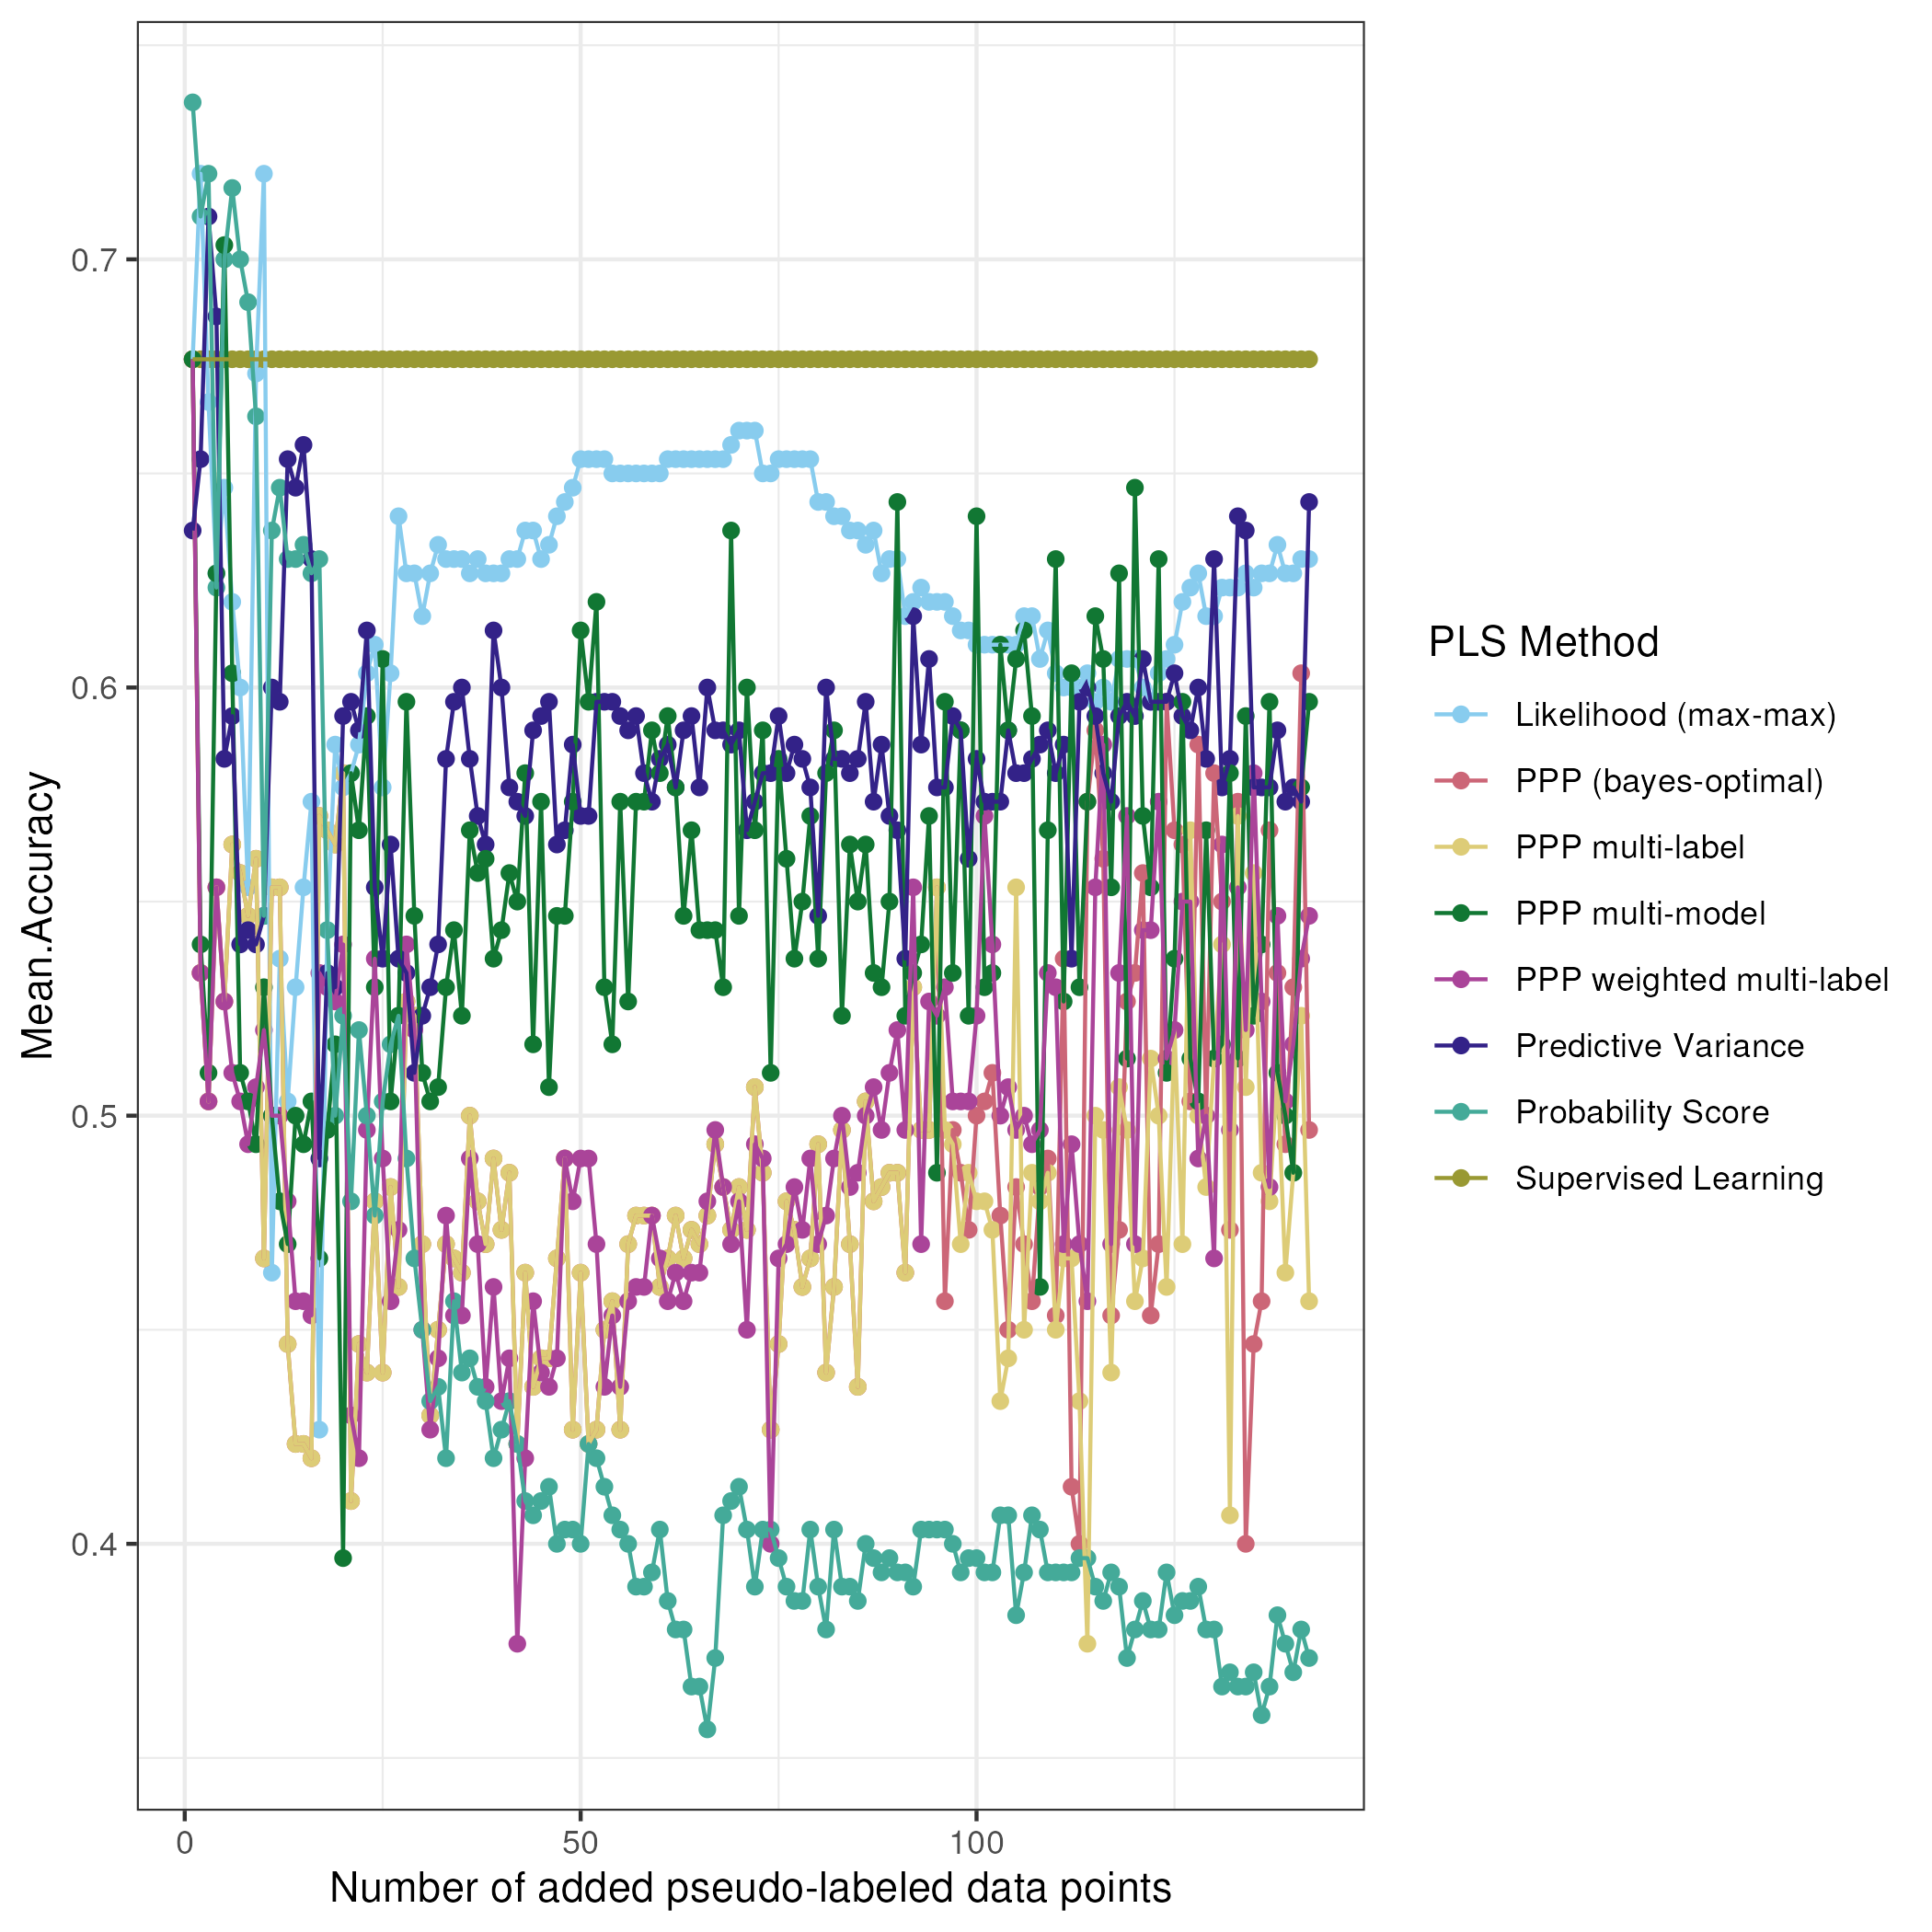 Mean.Accuracy
0.7
0.6
0.5
0.4
0
50
100
Number of added pseudo-labeled data points
PLS Method
Likelihood (max-max)
PPP (bayes-optimal)
PPP multi-label
PPP multi-model
PPP weighted multi-label
Predictive Variance
Probability Score
Supervised Learning